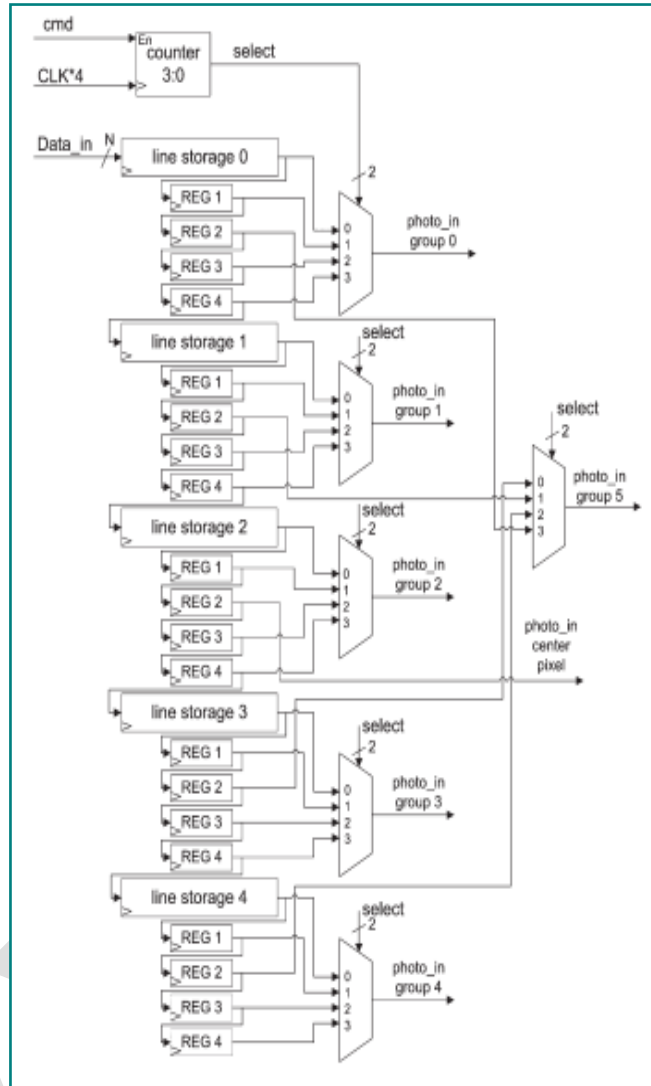 cmd
En
counter
3:0
select
CLK*4
Data_in
N
line storage 0
2
REG 1
REG 2
REG 3
REG 4
0
1
2
3
photo_in
group 0
line storage 1
select
2
REG 1
REG 2
REG 3
REG 4
0
1
2
3
photo_in
group 1
select
2
0
1
2
3
photo_in
group 5
line storage 2
select
2
REG 1
REG 2
REG 3
REG 4
0
1
2
3
photo_in
group 2
photo_in
center
pixel
line storage 3
select
2
REG 1
REG 2
REG 3
REG 4
0
1
2
3
photo_in
group 3
line storage 4
select
2
REG 1
REG 2
REG 3
REG 4
0
1
2
3
photo_in
group 4